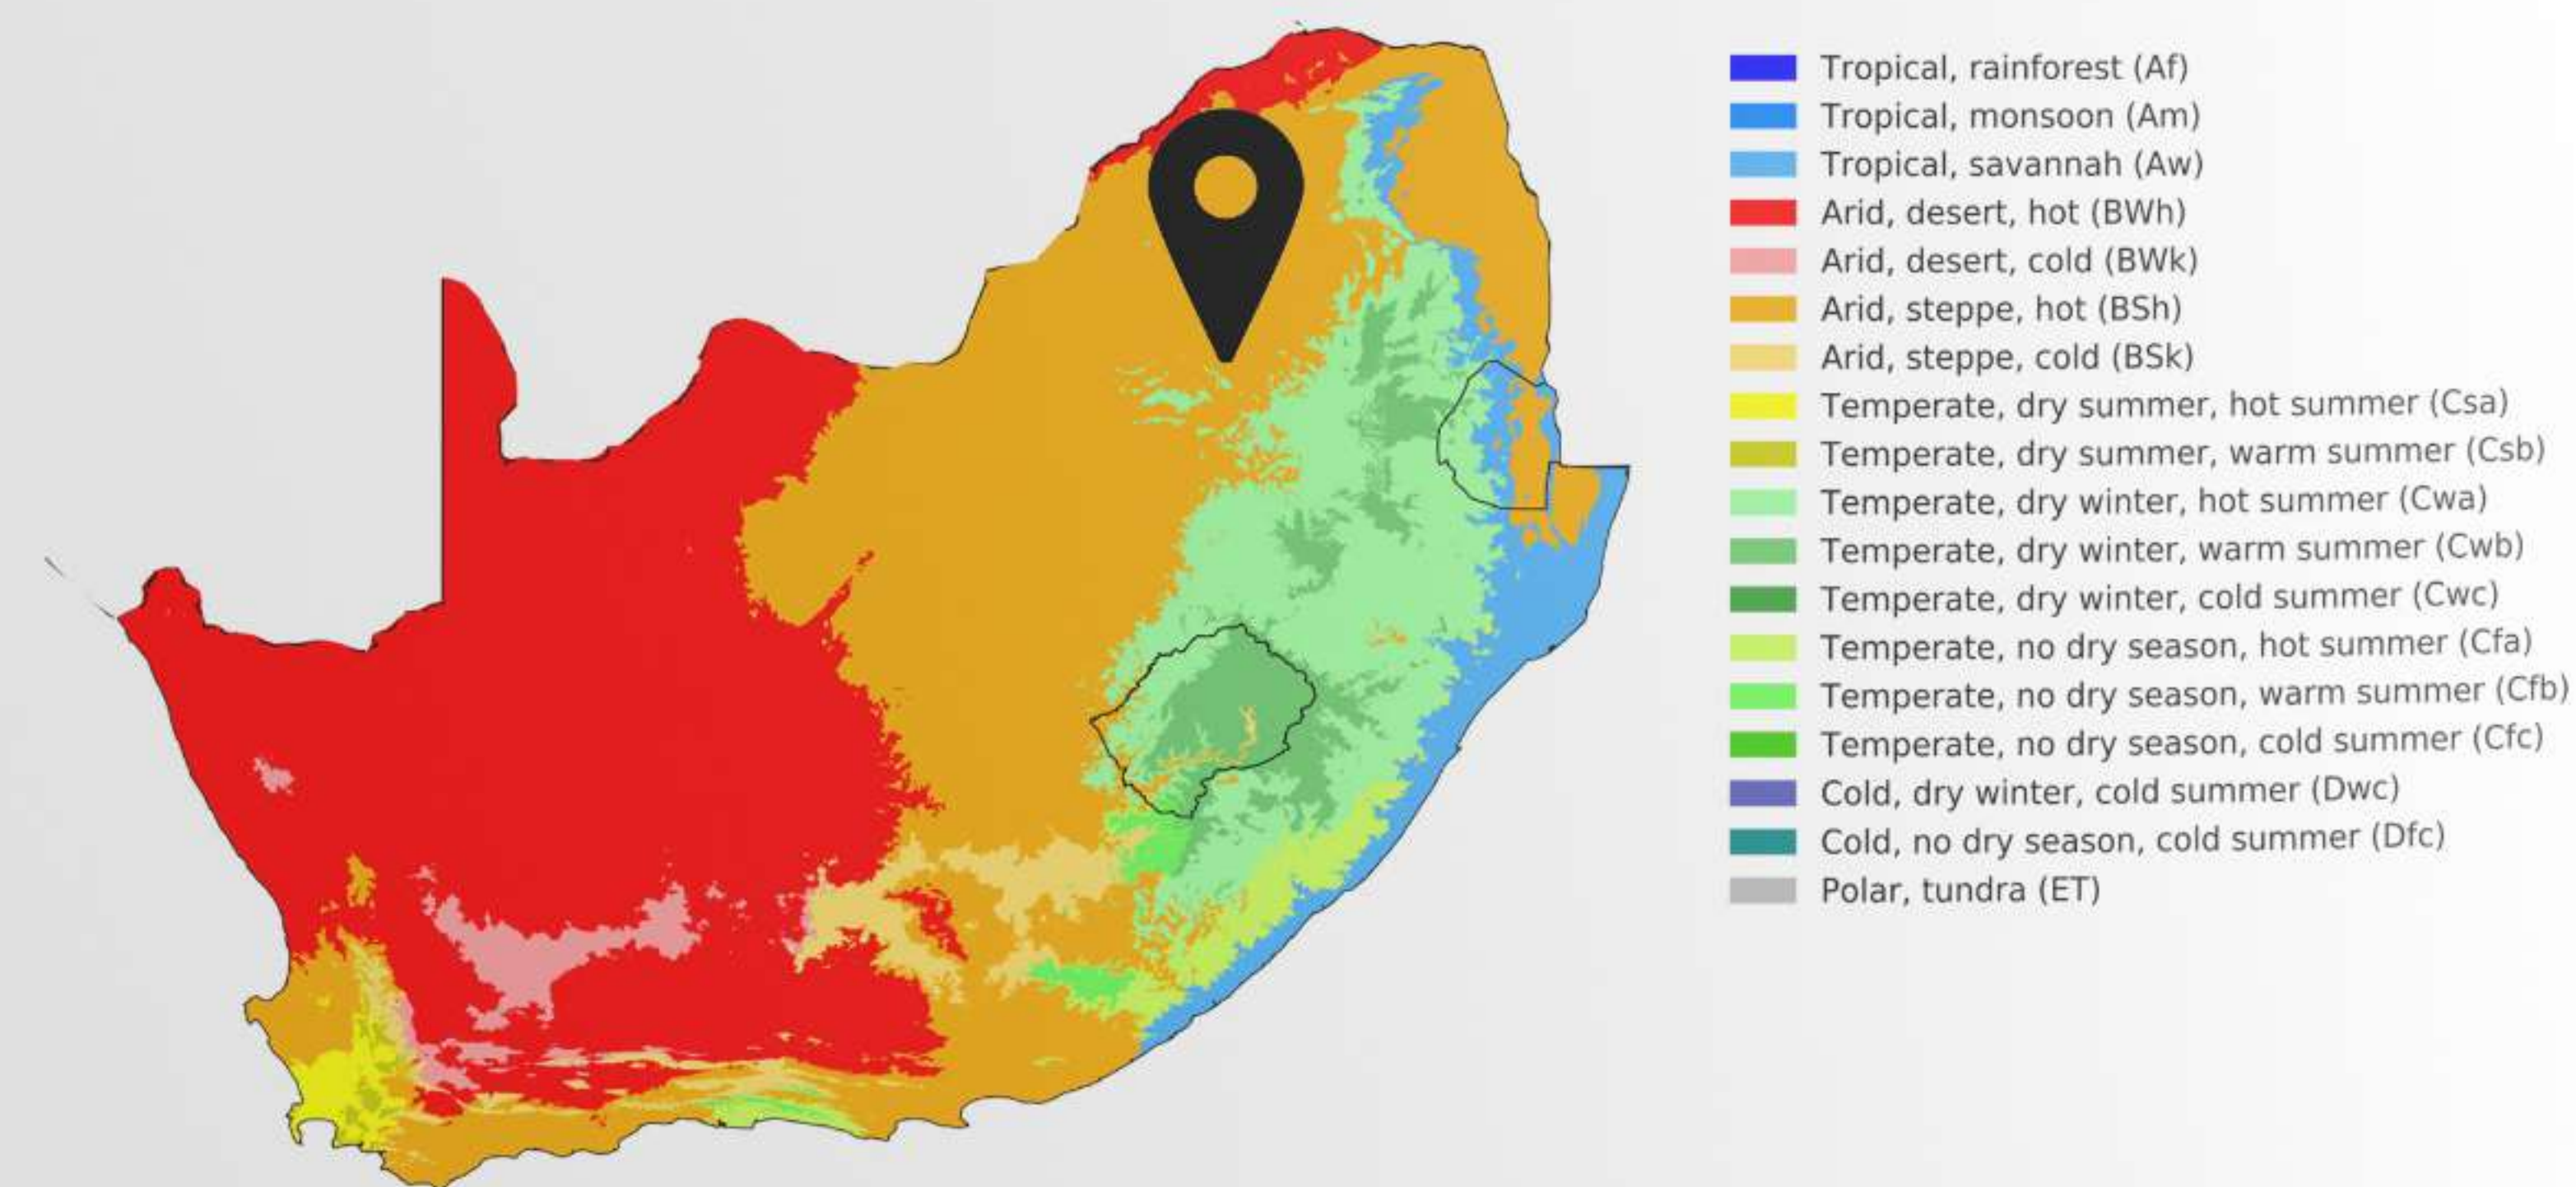 Tropical, rainforest (Af)
Tropical, monsoon (Am)
Tropical, savannah (Aw)
Arid, desert, hot (BWh)
Arid, desert, cold (BWk)
Arid, steppe, hot (BSh)
Arid, steppe, cold (BSk)
Temperate, dry summer, hot summer (Csa)
Temperate, dry summer, warm summer (Csb)
Temperate, dry winter, hot summer (Cwa)
Temperate, dry winter, warm summer (Cwb)
Temperate, dry winter, cold summer (Cwc)
Temperate, no dry season, hot summer (Cfa)
Temperate, no dry season, warm summer (Cfb)
Temperate, no dry season, cold summer (Cfc)
Cold, dry winter, cold summer (Dwc)
Cold, no dry season, cold summer (Dfc)
Polar, tundra (ET)